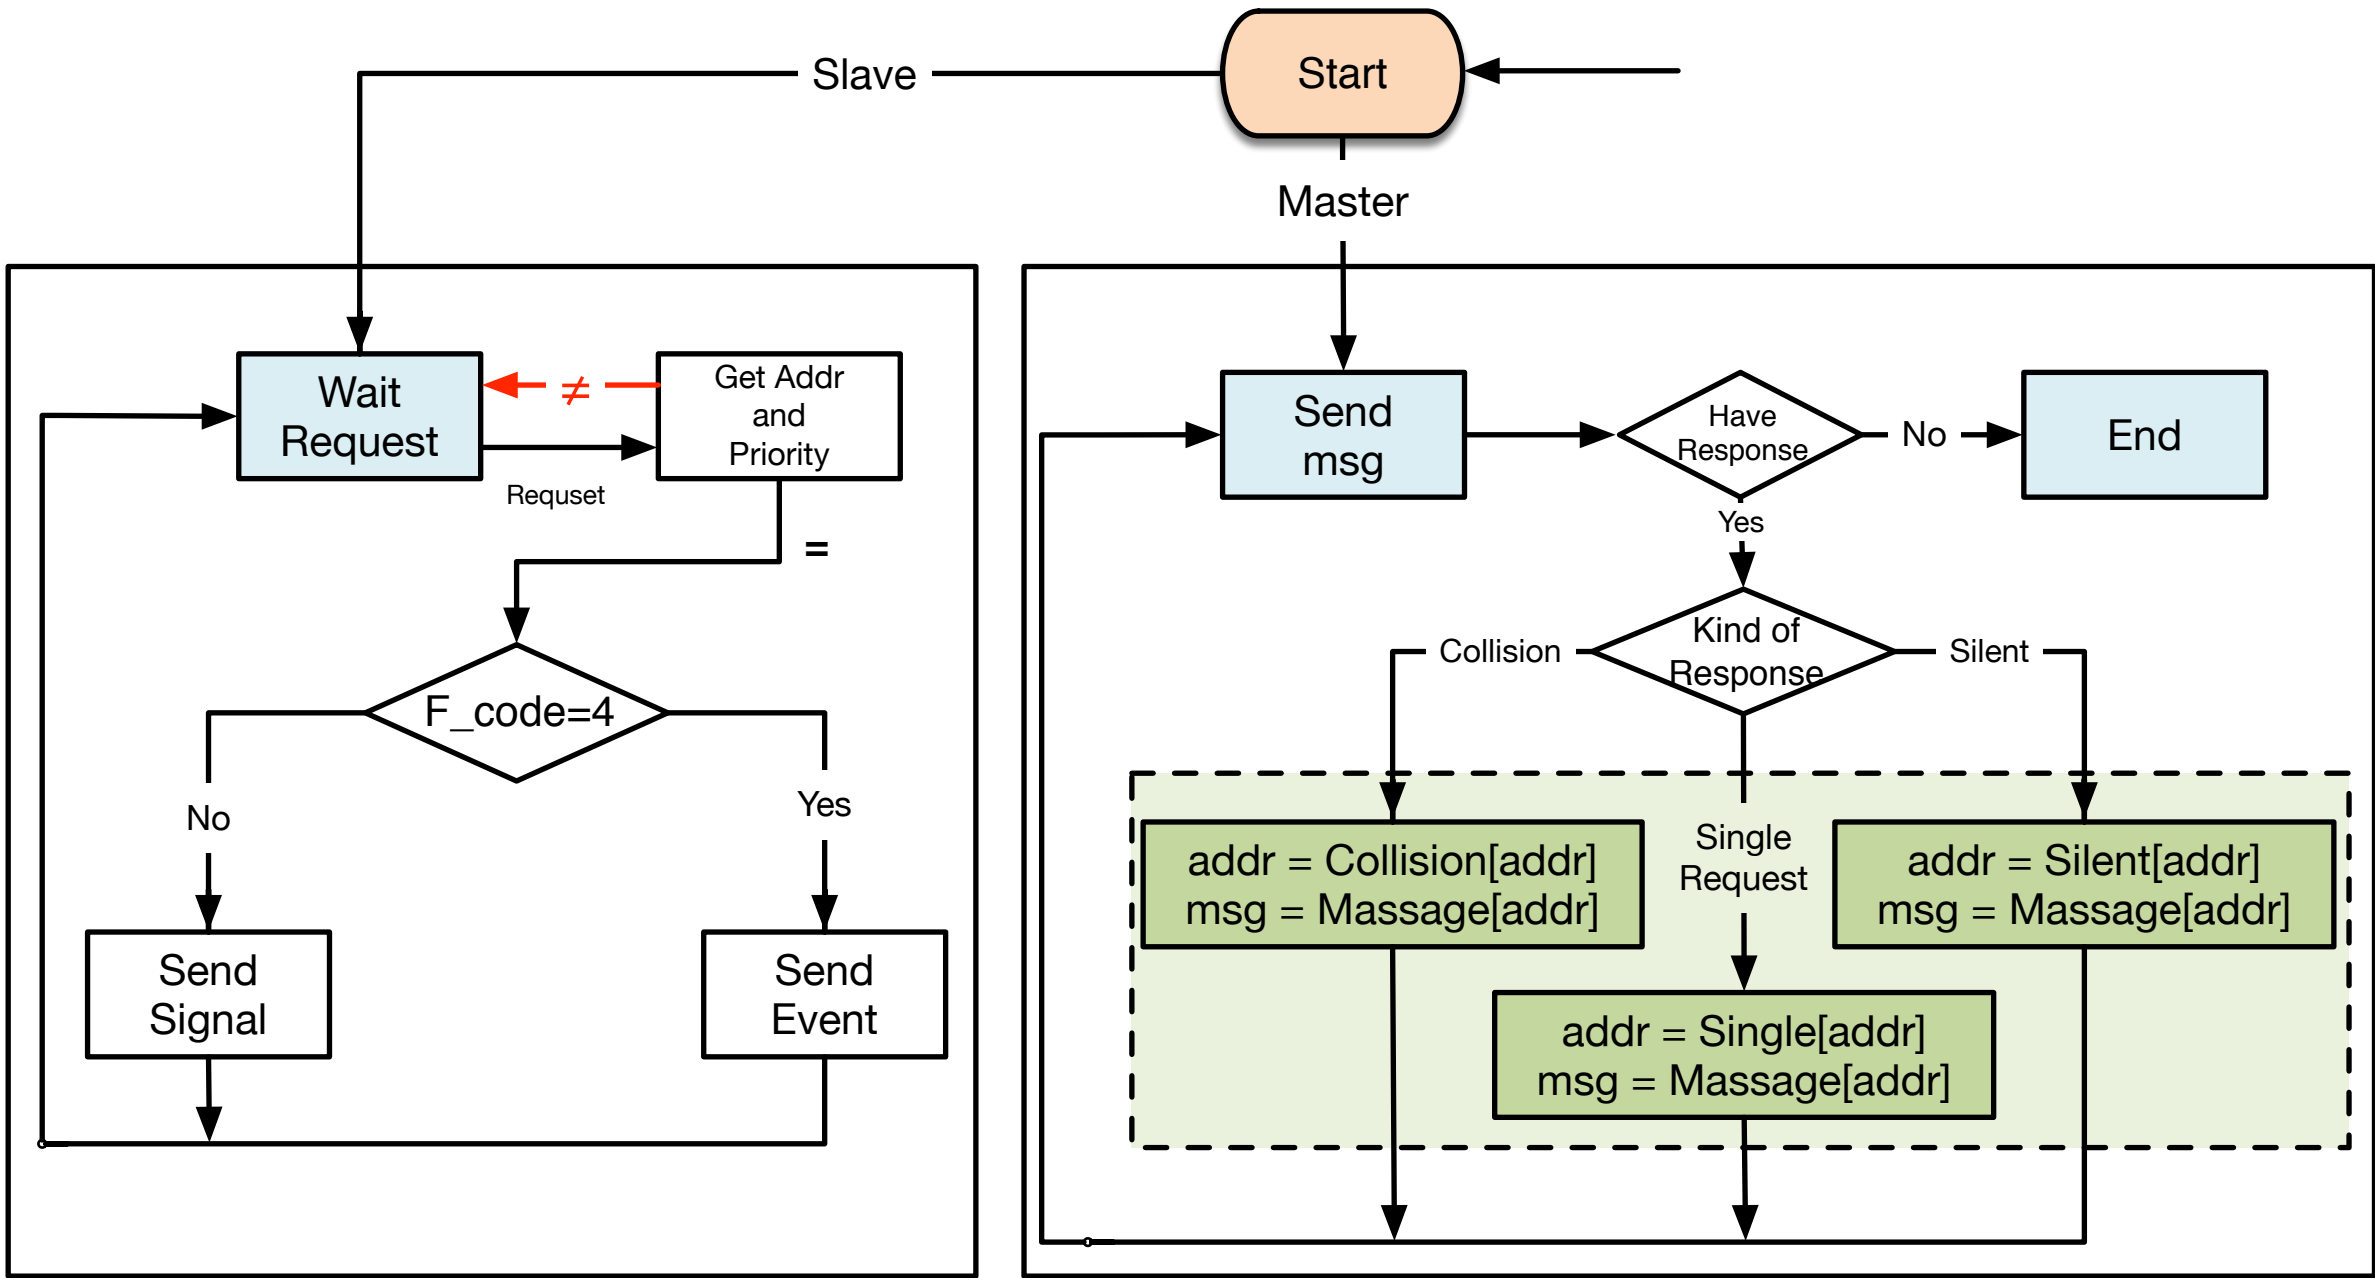 Start
Slave
Master
Wait
Request
≠
Get Addr
and
Priority
Requset
=
F_code=4
No
Yes
Send
Signal
Send
Event
Send
msg
Have
Response
No
End
Yes
Kind of
Response
Collision
Silent
addr = Collision[addr]
msg = Massage[addr]
Single
Request
addr = Silent[addr]
msg = Massage[addr]
addr = Single[addr]
msg = Massage[addr]